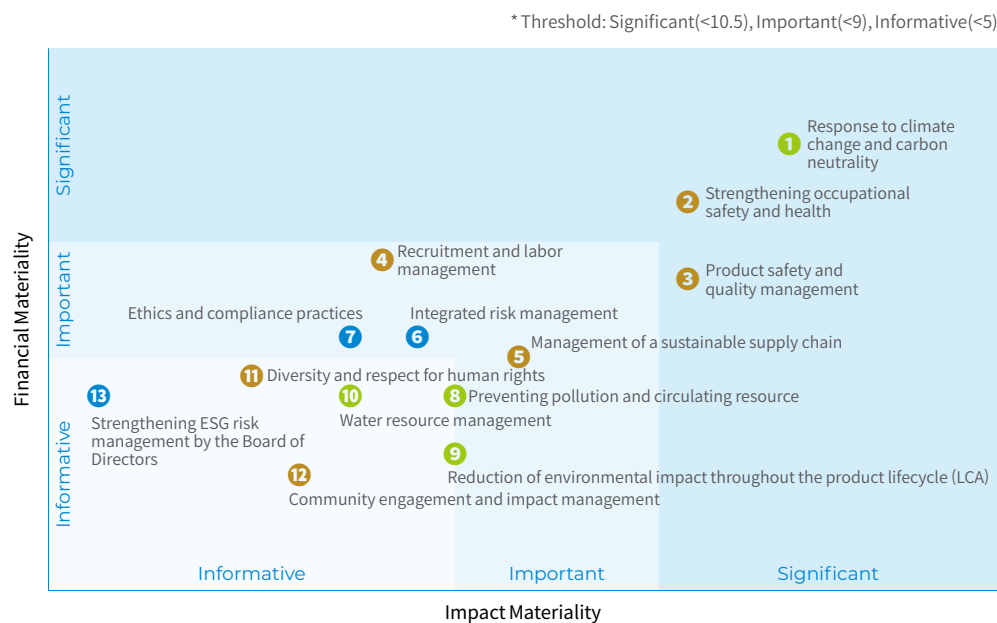 * Threshold: Significant(<10.5), Important(<9), Informative(<5)
Financial Materiality
Significant
Important
Informative
1
Response to climate
change and carbon
neutrality
2
Strengthening occupational
safety and health
3
Product safety and
quality management
4
Recruitment and labor
management
Ethics and compliance practices
7
Integrated risk management
6
5
Management of a sustainable supply chain
11
Diversity and respect for human rights
13
Strengthening ESG risk
management by the Board of
Directors
10
Water resource management
8
Preventing pollution and circulating resource
9
Reduction of environmental impact throughout the product lifecycle (LCA)
12
Community engagement and impact management
Informative
Important
Significant
Impact Materiality